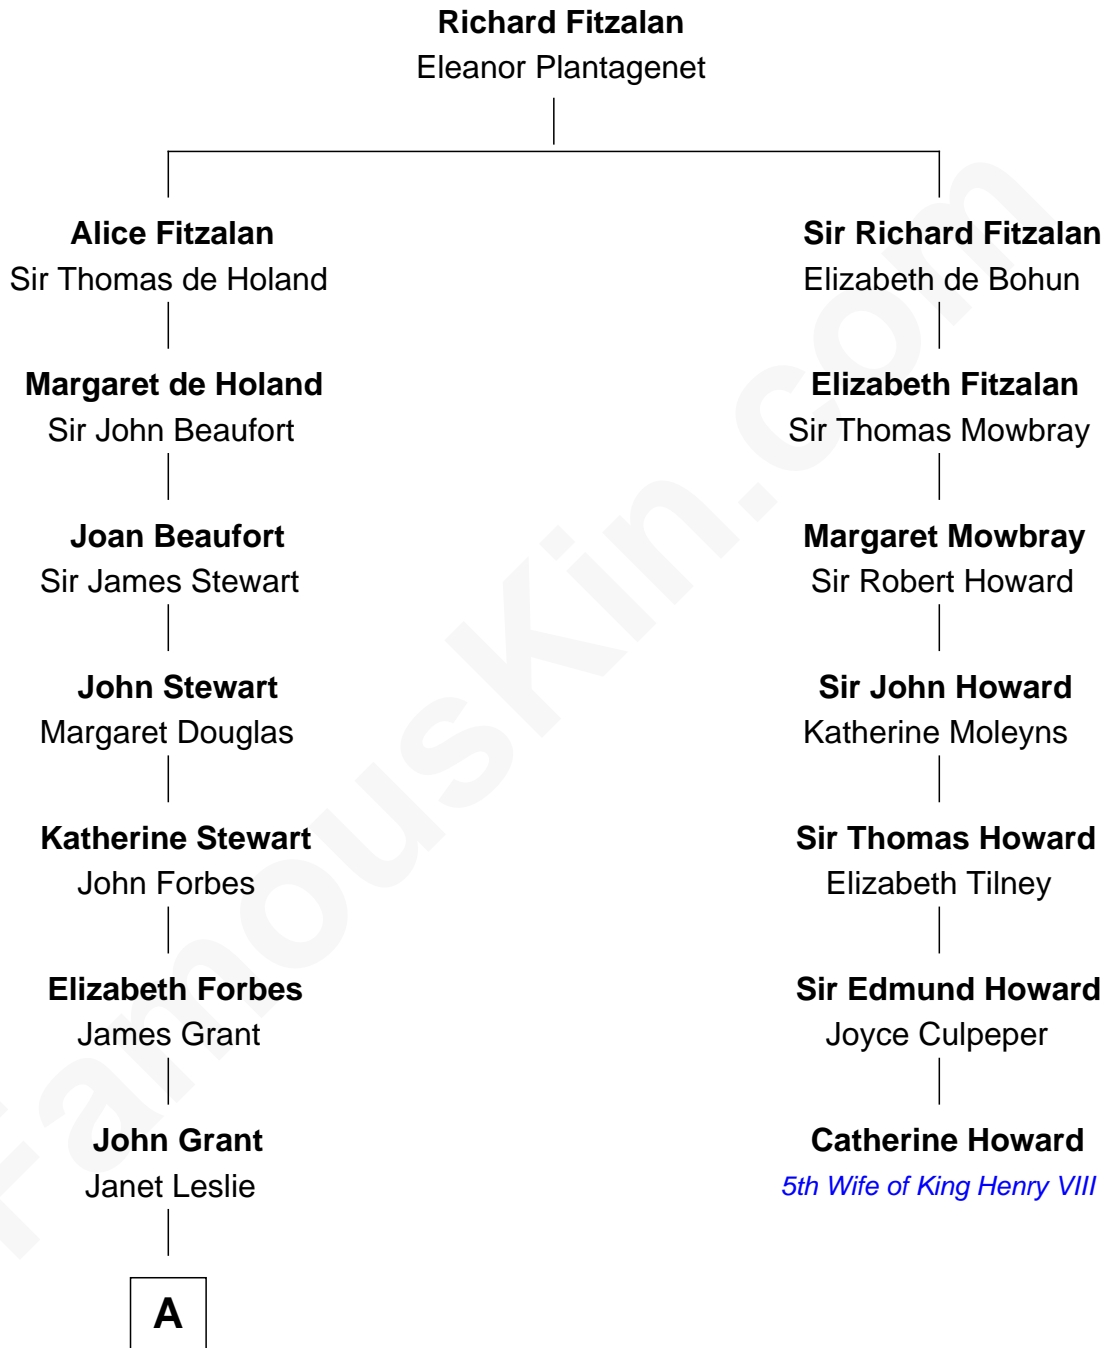 Richard Fitzalan
Eleanor Plantagenet
Alice Fitzalan
Sir Thomas de Holand
Sir Richard Fitzalan
Elizabeth de Bohun
Margaret de Holand
Sir John Beaufort
Elizabeth Fitzalan
Sir Thomas Mowbray
Joan Beaufort
Sir James Stewart
Margaret Mowbray
Sir Robert Howard
John Stewart
Margaret Douglas
Sir John Howard
Katherine Moleyns
Katherine Stewart
John Forbes
Sir Thomas Howard
Elizabeth Tilney
Elizabeth Forbes
James Grant
Sir Edmund Howard
Joyce Culpeper
John Grant
Janet Leslie
Catherine Howard
5th Wife of King Henry VIII
A
FamousKin.com